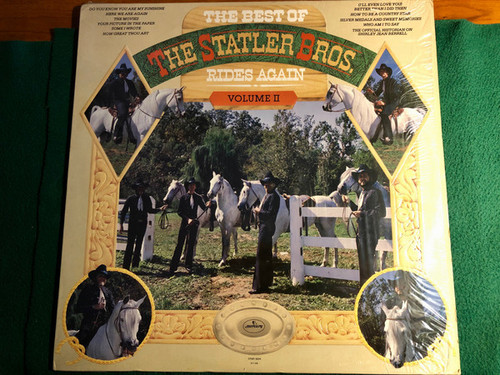 DO YOU KNOW YOU ARE MY SUNSHINE
HERE WE ARE AGAIN
THE MOVIES
YOUR PICTURE IN THE PAPER
SOME I WROTE
HOW GREAT THOU ART
THE BEST OF
THE STATLER BROS.
RIDES AGAIN
VOLUME II
I'LL EVEN LOVE YOU
BETTER THAN I DID THEN
HOW TO BE A COUNTRY STAR
SILVER MEDALS AND SWEET MEMORIES
WHO AM I TO SAY
THE OFFICIAL HISTORIAN ON
SHIRLEY JEAN BERRELL